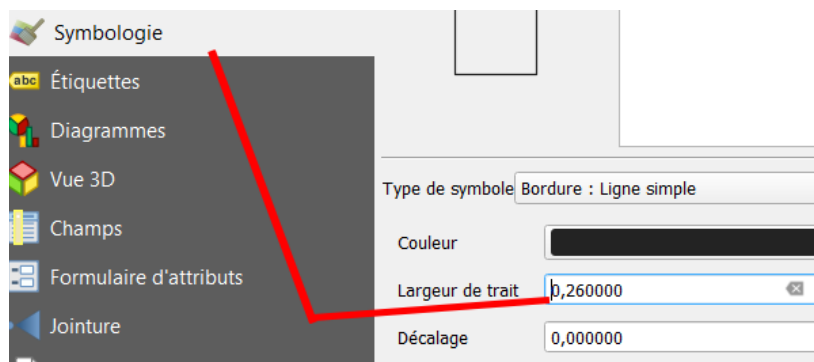 Symbologie
abc Étiquettes
Diagrammes
Vue 3D
Champs
Formulaire d'attributs
Jointure
Type de symbole Bordure : Ligne simple
Couleur
Largeur de trait 0,260000
Décalage 0,000000